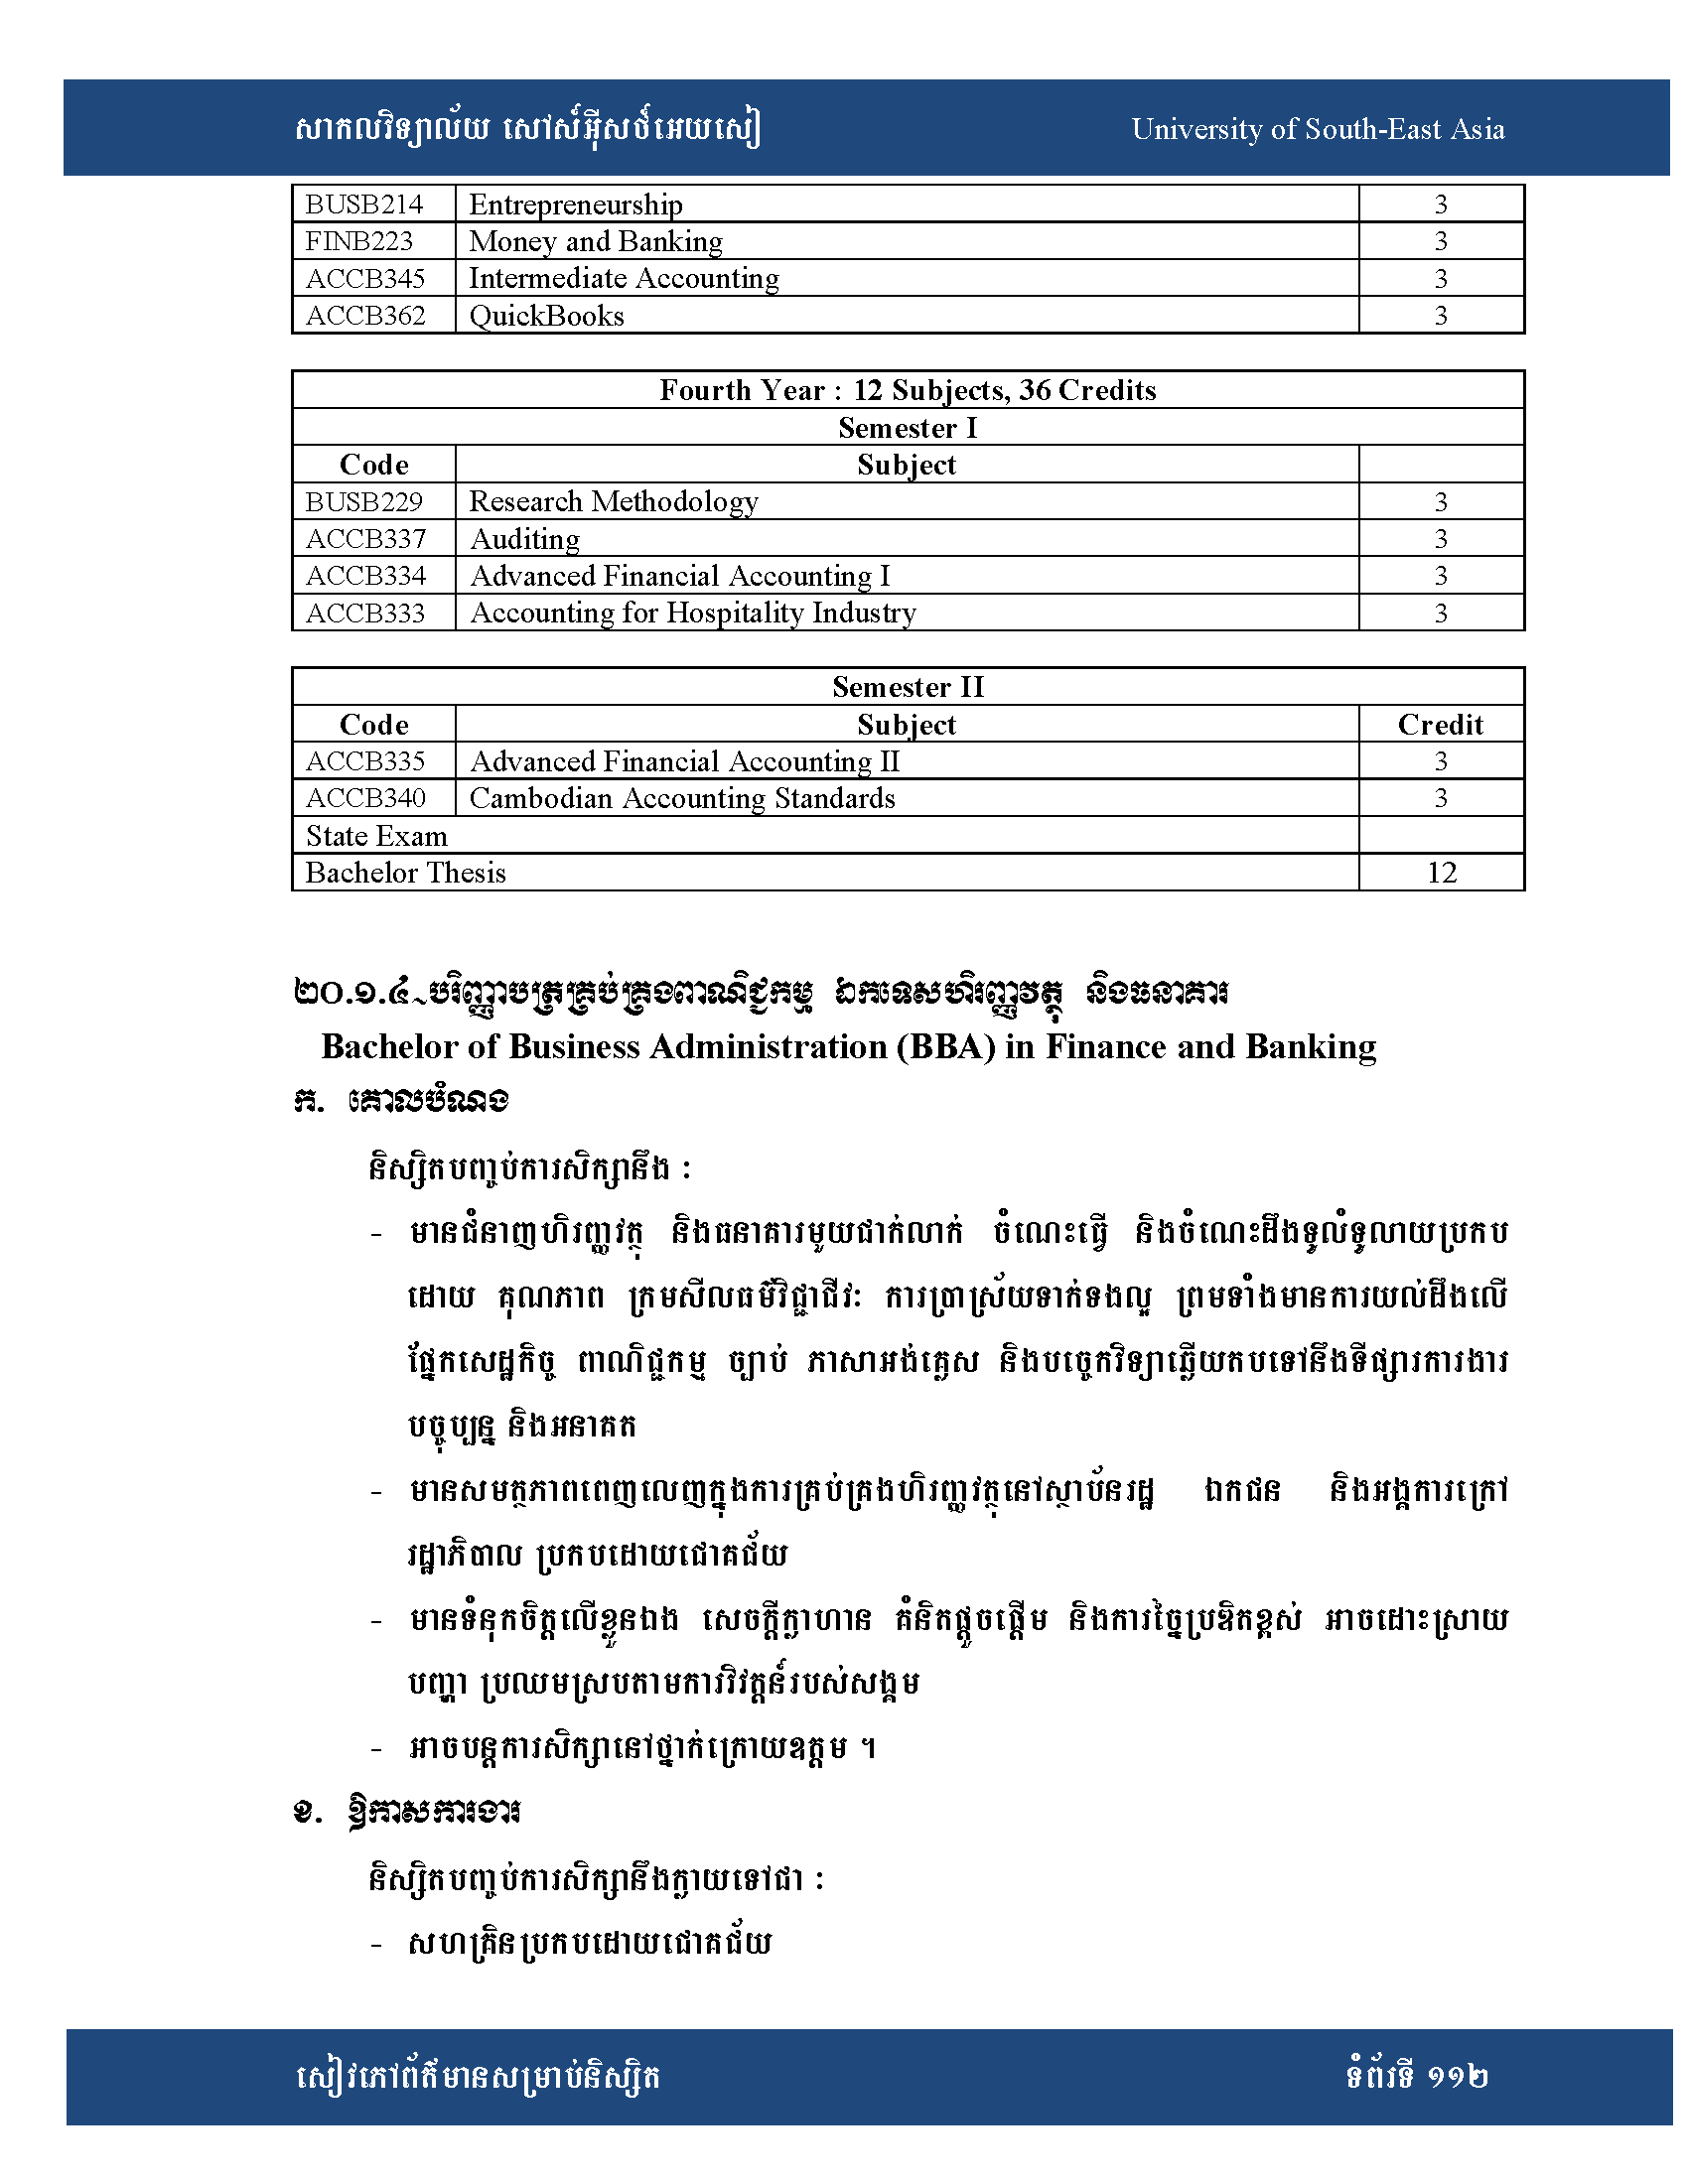 សាកលវិទ្យាល័យ សៅស៍អ៊ីសថ៍អេយសៀ University of South-East Asia
BUSB214 Entrepreneurship 3
FINB223 Money and Banking 3
ACCB345 Intermediate Accounting 3
ACCB362 QuickBooks 3
Fourth Year : 12 Subjects, 36 Credits
Semester I
Code Subject
BUSB229 Research Methodology 3
ACCB337 Auditing 3
ACCB334 Advanced Financial Accounting I 3
ACCB333 Accounting for Hospitality Industry 3
Semester II
Code Subject Credit
ACCB335 Advanced Financial Accounting II 3
ACCB340 Cambodian Accounting Standards 3
State Exam
Bachelor Thesis 12
២០.១.៤~បរិញ្ញាបត្រគ្រប់គ្រងពាណិជ្ជកម្ម ឯកទេសហិរញ្ញវត្ថុ និងធនាគារ
Bachelor of Business Administration (BBA) in Finance and Banking
ក. គោលបំណង
និស្សិតបញ្ចប់ការសិក្សានឹង :
- មានជំនាញហិរញ្ញវត្ថុ និងធនាគារមួយជាក់លាក់ ចំណេះធ្វើ និងចំណេះដឹងទូលំទូលាយប្រកប
ដោយ គុណភាព ក្រមសីលធម៌វិជ្ជាជីវៈ ការប្រាស្រ័យទាក់ទងល្អ ព្រមទាំងមានការយល់ដឹងលើ
ផ្នែកសេដ្ឋកិច្ច ពាណិជ្ជកម្ម ច្បាប់ ភាសាអង់គ្លេស និងបច្ចេកវិទ្យាឆ្លើយតបទៅនឹងទីផ្សារការងារ
បច្ចុប្បន្ន និងអនាគត
- មានសមត្ថភាពពេញលេញក្នុងការគ្រប់គ្រងហិរញ្ញវត្ថុនៅស្ថាប័នរដ្ឋ ឯកជន និងអង្គការក្រៅ
រដ្ឋាភិបាល ប្រកបដោយជោគជ័យ
- មានទំនុកចិត្តលើខ្លួនឯង សេចក្តីក្លាហាន គំនិតផ្តួចផ្តើម និងការច្នៃប្រឌិតខ្ពស់ អាចដោះស្រាយ
បញ្ហា ប្រឈមស្របតាមការវិវត្តន៍របស់សង្គម
- អាចបន្តការសិក្សានៅថ្នាក់ក្រោយឧត្តម ។
ខ. ឱកាសការងារ
និស្សិតបញ្ចប់ការសិក្សានឹងក្លាយទៅជា :
- សហគ្រិនប្រកបដោយជោគជ័យ
សៀវភៅព័ត៌មានសម្រាប់និស្សិត ទំព័រទី ១១២